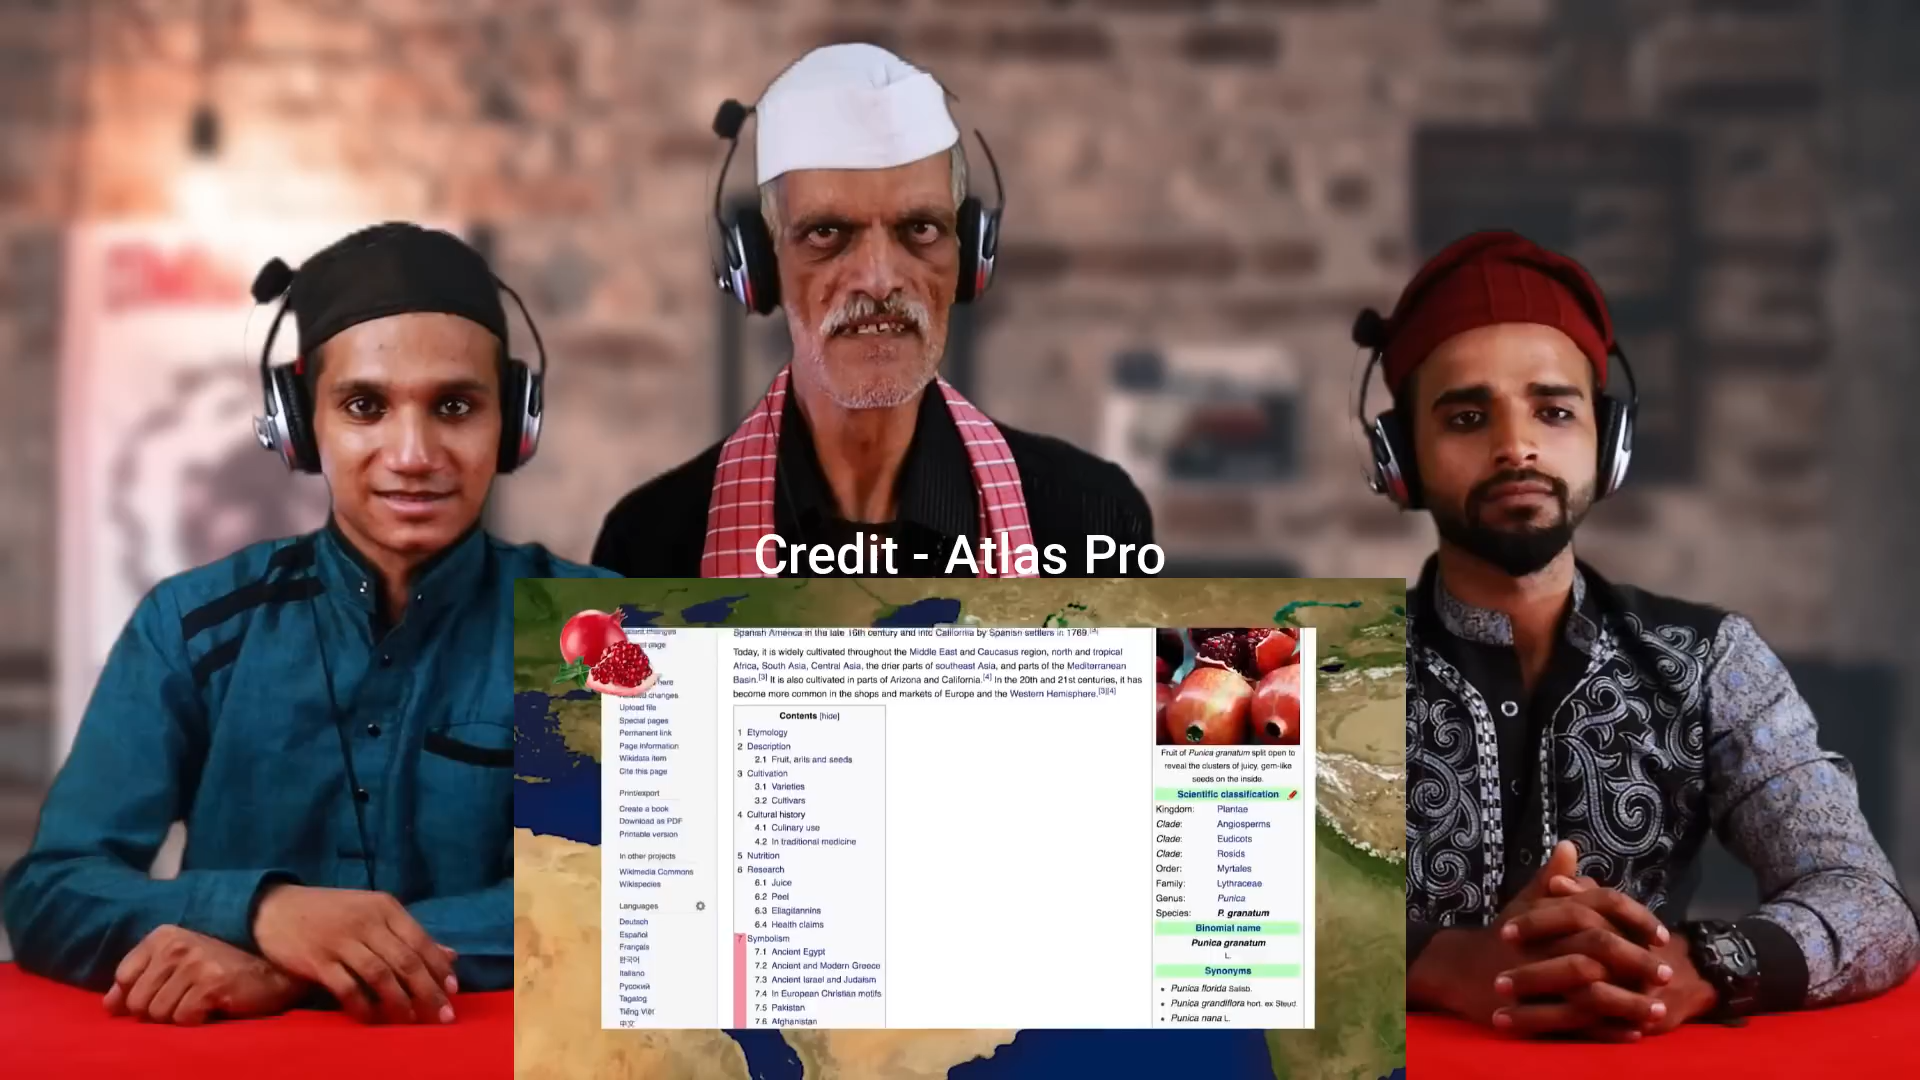 Credit - Atlas Pro
Spanish America in the late 16th century and into California by Spanish settlers in 1769.[3]
Today, it is widely cultivated throughout the Middle East and Caucasus region, north and tropical
Africa, South Asia, Central Asia, the drier parts of southeast Asia, and parts of the Mediterranean
Basin.[3] It is also cultivated in parts of Arizona and California.[4] In the 20th and 21st centuries, it has
become more common in the shops and markets of Europe and the Western Hemisphere.[3][4]
changes
page
here
changes
Upload file
Special pages
Permanent link
Page information
Wikidata item
Cite this page
Print/export
Create a book
Download as PDF
Printable version
In other projects
Wikimedia Commons
Wikispecies
Languages
Deutsch
Español
Français
한국어
Italiano
Русский
Tagalog
Tiếng Việt
中文
Contents [hide]
1 Etymology
2 Description
2.1 Fruit, arils and seeds
3 Cultivation
3.1 Varieties
3.2 Cultivars
4 Cultural history
4.1 Culinary use
4.2 In traditional medicine
5 Nutrition
6 Research
6.1 Juice
6.2 Peel
6.3 Ellagitannins
6.4 Health claims
7 Symbolism
7.1 Ancient Egypt
7.2 Ancient and Modern Greece
7.3 Ancient Israel and Judaism
7.4 In European Christian motifs
7.5 Pakistan
7.6 Afghanistan
Fruit of Punica granatum split open to
reveal the clusters of juicy, gem-like
seeds on the inside.
Scientific classification
Kingdom: Plantae
Clade: Angiosperms
Clade: Eudicots
Clade: Rosids
Order: Myrtales
Family: Lythraceae
Genus: Punica
Species: P. granatum
Binomial name
Punica granatum
L.
Synonyms
• Punica florida Salisb.
• Punica grandiflora hort. ex Steud.
• Punica nana L.